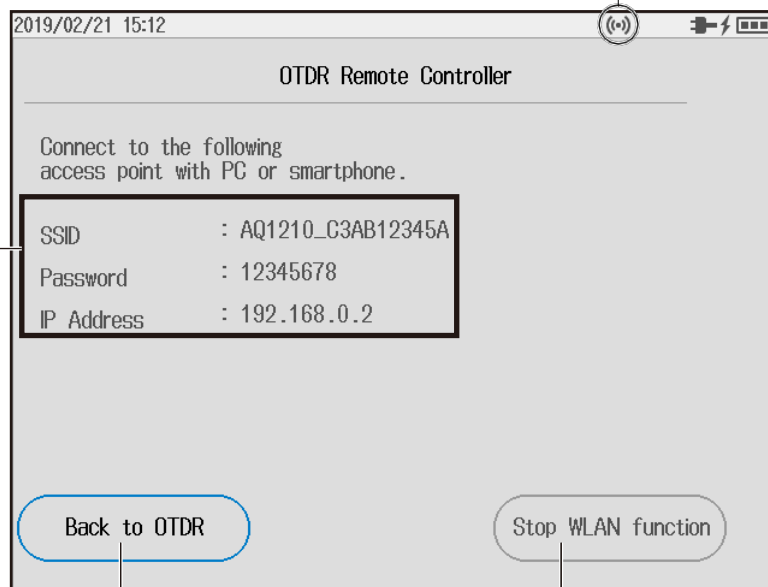 2019/02/21 15:12
OTDR Remote Controller
Connect to the following
access point with PC or smartphone.
SSID : AQ1210_C3AB12345A
Password : 12345678
IP Address : 192.168.0.2
Back to OTDR
Stop WLAN function